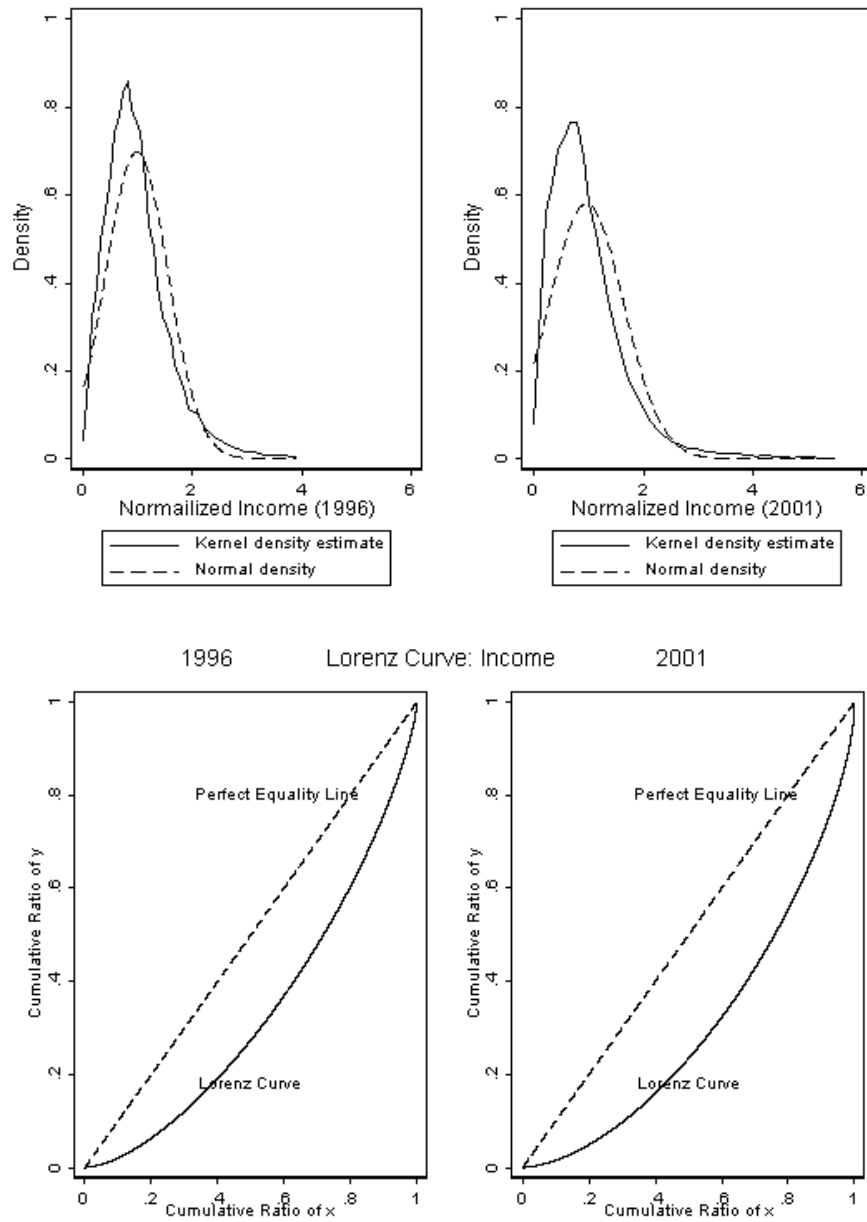 1
.8
.6
.4
.2
0
Density
0 2 4 6
Normailized Income (1996)
Kernel density estimate
Normal density
1
.8
.6
.4
.2
0
Density
0 2 4 6
Normailized Income (2001)
Kernel density estimate
Normal density
1996 Lorenz Curve: Income 2001
1
.8
.6
.4
.2
0
Cumulative Ratio of y
Perfect Equality Line
Lorenz Curve
0 .2 .4 .6 .8 1
Cumulative Ratio of x
1
.8
.6
.4
.2
0
Cumulative Ratio of y
Perfect Equality Line
Lorenz Curve
0 .2 .4 .6 .8 1
Cumulative Ratio of x